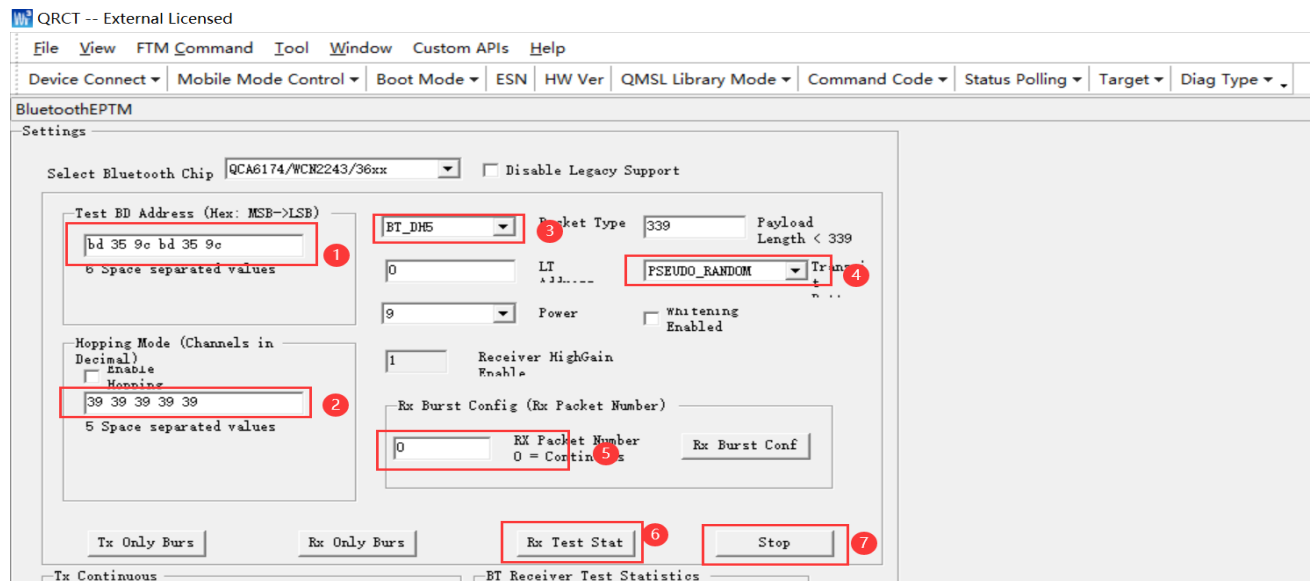 QRCT -- External Licensed
File View FTM Command Tool Window Custom APIs Help
Device Connect Mobile Mode Control Boot Mode ESN HW Ver QMSL Library Mode Command Code Status Polling Target Diag Type
BluetoothEPTM
Settings
Select Bluetooth Chip QCA6174/WCN2243/36xx Disable Legacy Support
Test BD Address (Hex: MSB->LSB)
bd 35 9c bd 35 9c
1
6 Space separated values
BT_DH5 Packet Type 339 Payload
3
Length < 339
0 LT PSEUDO_RANDOM
4
9 Power Whitening
Enabled
Hopping Mode (Channels in
Decimal)
Enable
Hopping
39 39 39 39 39
2
5 Space separated values
1 Receiver HighGain
Enable
Rx Burst Config (Rx Packet Number)
0 RX Packet Number Rx Burst Conf
0 =
5
Tx Only Burs Rx Only Burs Rx Test Stat 6 Stop 7
Tx Continuous BT Receiver Test Statistics